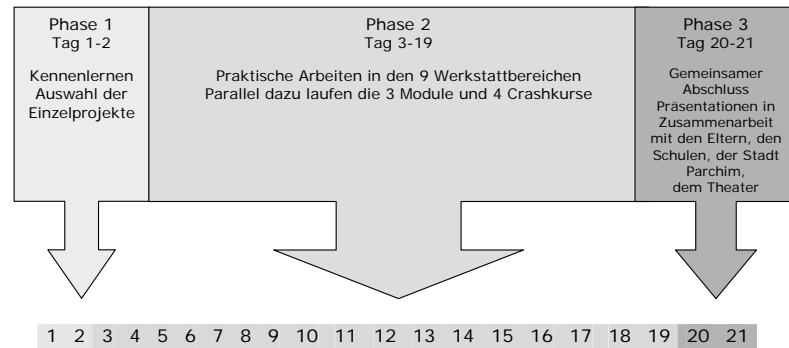 Phase 1
Tag 1-2
Kennenlernen
Auswahl der
Einzelprojekte
Phase 2
Tag 3-19
Praktische Arbeiten in den 9 Werkstattbereichen
Parallel dazu laufen die 3 Module und 4 Crashkurse
Phase 3
Tag 20-21
Gemeinsamer
Abschluss
Präsentationen in
Zusammenarbeit
mit den Eltern, den
Schulen, der Stadt
Parchim,
dem Theater
1 2 3 4 5 6 7 8 9 10 11 12 13 14 15 16 17 18 19 20 21